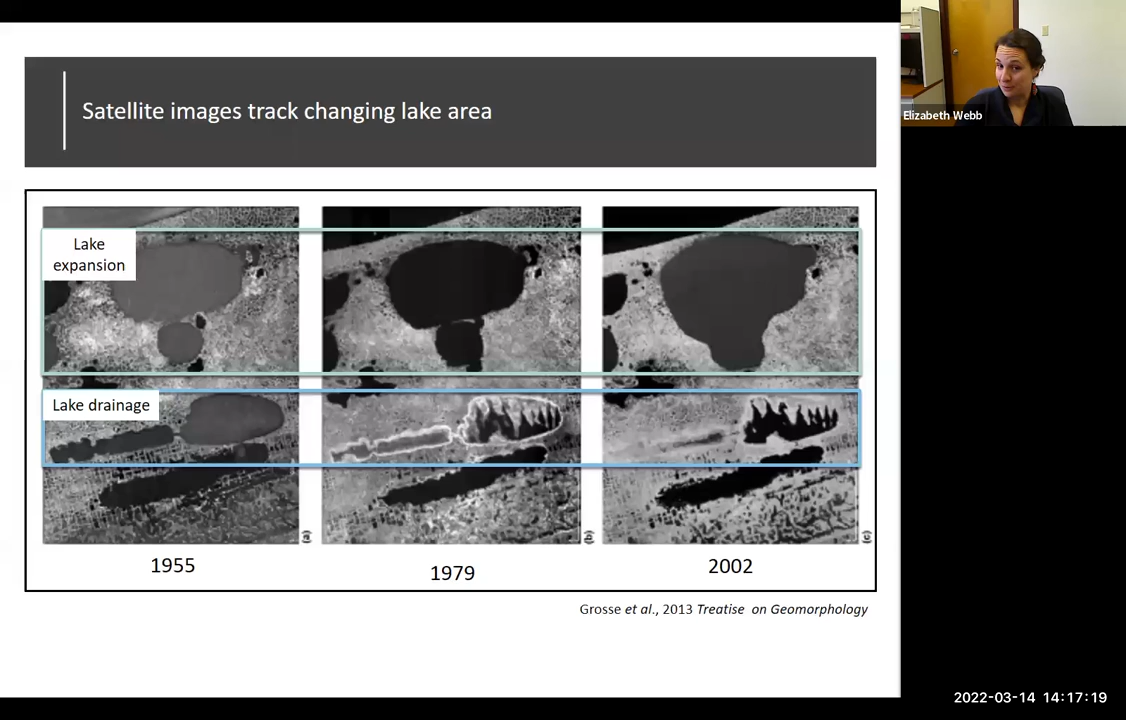 Satellite images track changing lake area
Elizabeth Webb
Lake
expansion
Lake drainage
(a)
(b)
(c)
1955
1979
2002
Grosse et al., 2013 Treatise on Geomorphology
2022-03-14 14:17:19